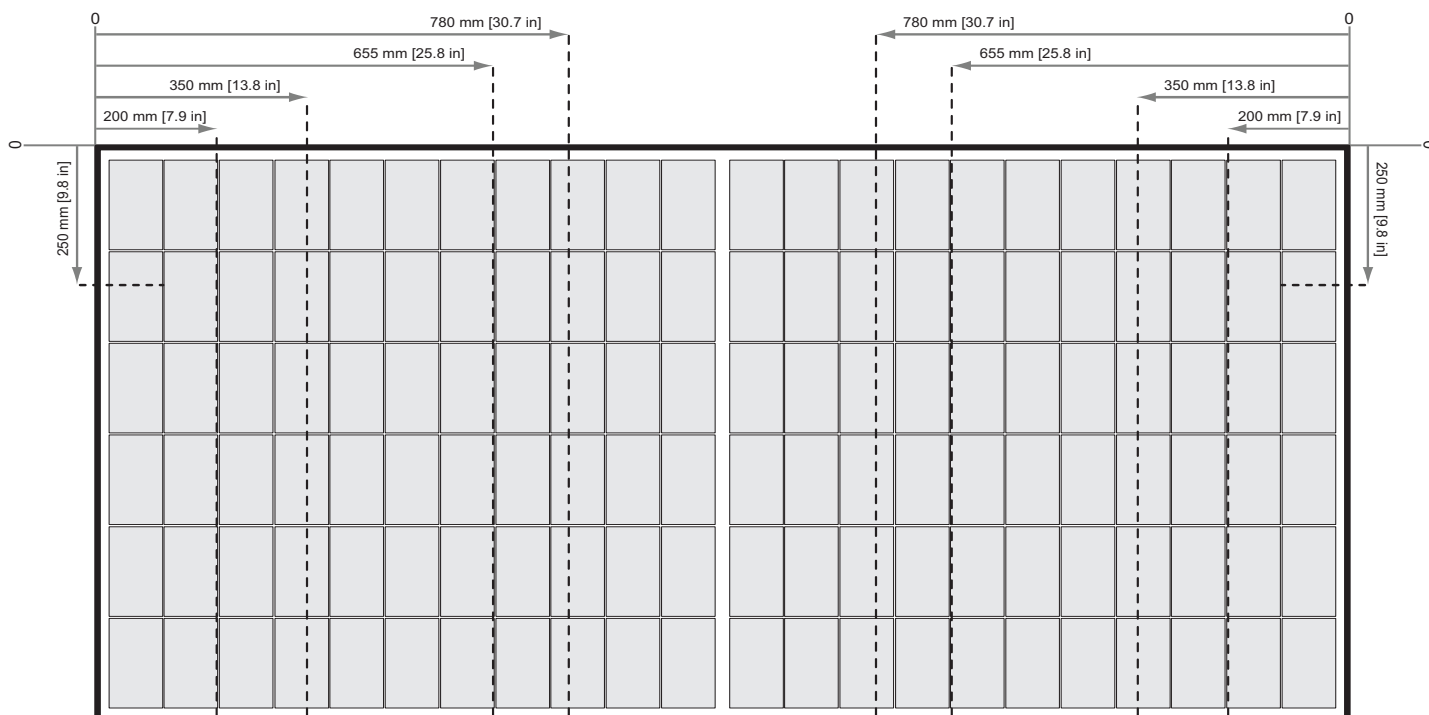 0
0
780 mm [30.7 in]
780 mm [30.7 in]
655 mm [25.8 in]
655 mm [25.8 in]
350 mm [13.8 in]
350 mm [13.8 in]
200 mm [7.9 in]
200 mm [7.9 in]
0
0
250 mm [9.8 in]
250 mm [9.8 in]